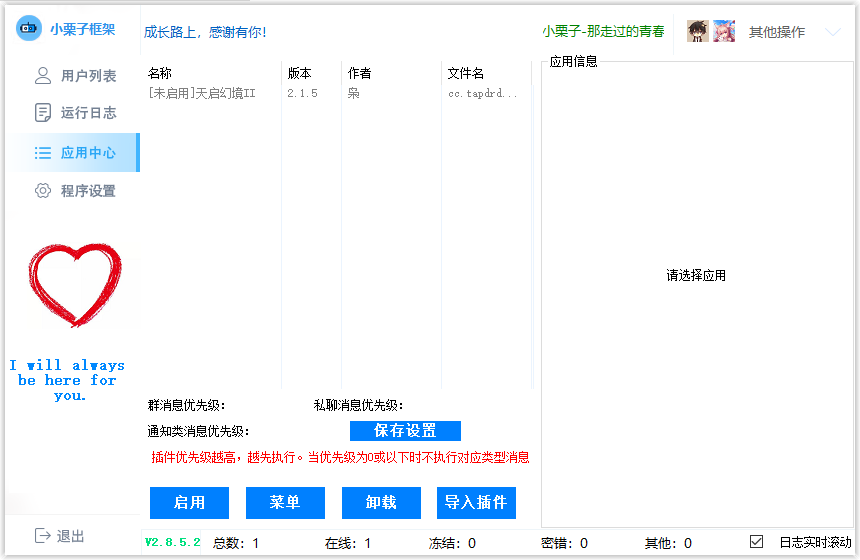 小栗子框架
成长路上，感谢有你！
小栗子-那走过的青春
其他操作
用户列表
运行日志
应用中心
程序设置
I will always
be here for
you.
退出
名称 版本 作者 文件名
[未启用]天启幻境II 2.1.5 枭 cc.tapdrd...
应用信息
请选择应用
群消息优先级： 私聊消息优先级：
通知类消息优先级： 保存设置
插件优先级越高，越先执行。当优先级为0或以下时不执行对应类型消息
启用 菜单 卸载 导入插件
V2.8.5.2 总数：1 在线：1 冻结：0 密错：0 其他：0 日志实时滚动